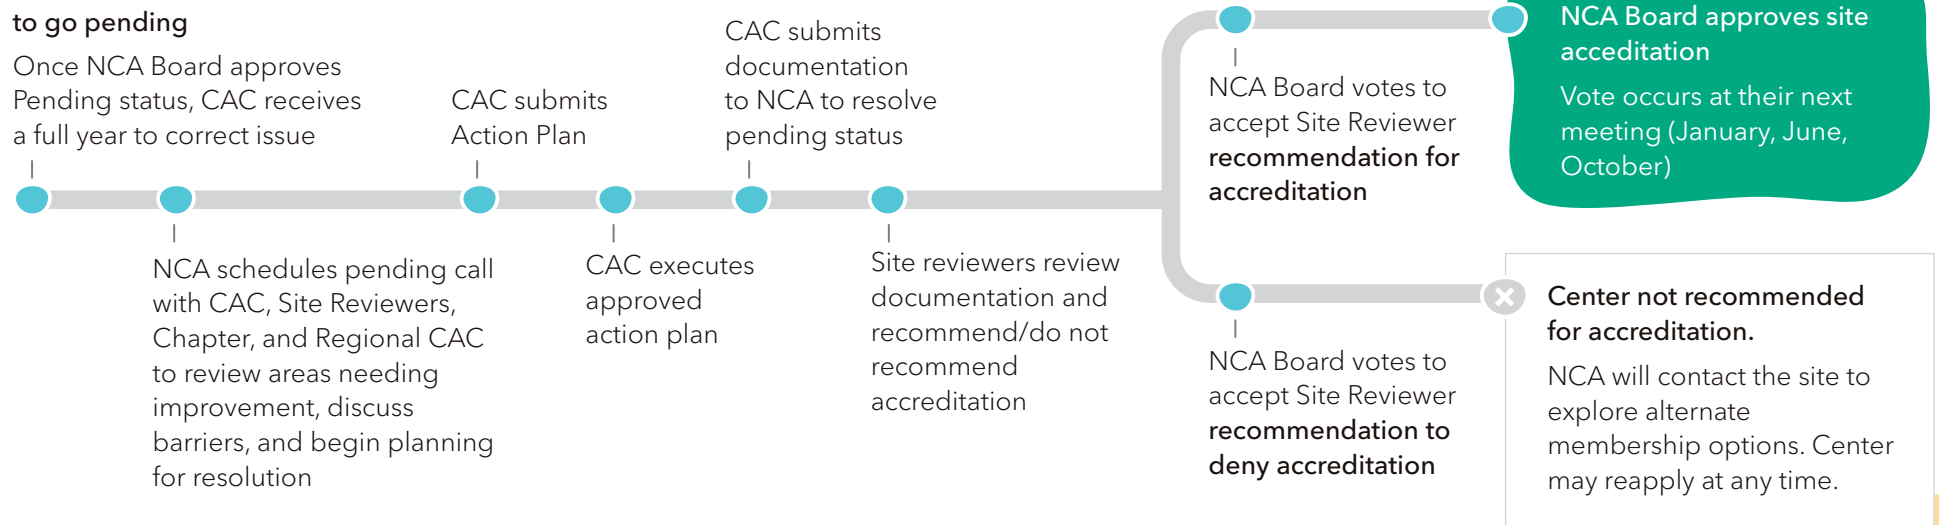 to go pending
Once NCA Board approves
Pending status, CAC receives
a full year to correct issue
NCA schedules pending call
with CAC, Site Reviewers,
Chapter, and Regional CAC
to review areas needing
improvement, discuss
barriers, and begin planning
for resolution
CAC submits
Action Plan
CAC executes
approved
action plan
CAC submits
documentation
to NCA to resolve
pending status
Site reviewers review
documentation and
recommend/do not
recommend
accreditation
NCA Board votes to
accept Site Reviewer
recommendation for
accreditation
NCA Board approves site
acceditation
Vote occurs at their next
meeting (January, June,
October)
NCA Board votes to
accept Site Reviewer
recommendation to
deny accreditation
Center not recommended
for accreditation.
NCA will contact the site to
explore alternate
membership options. Center
may reapply at any time.